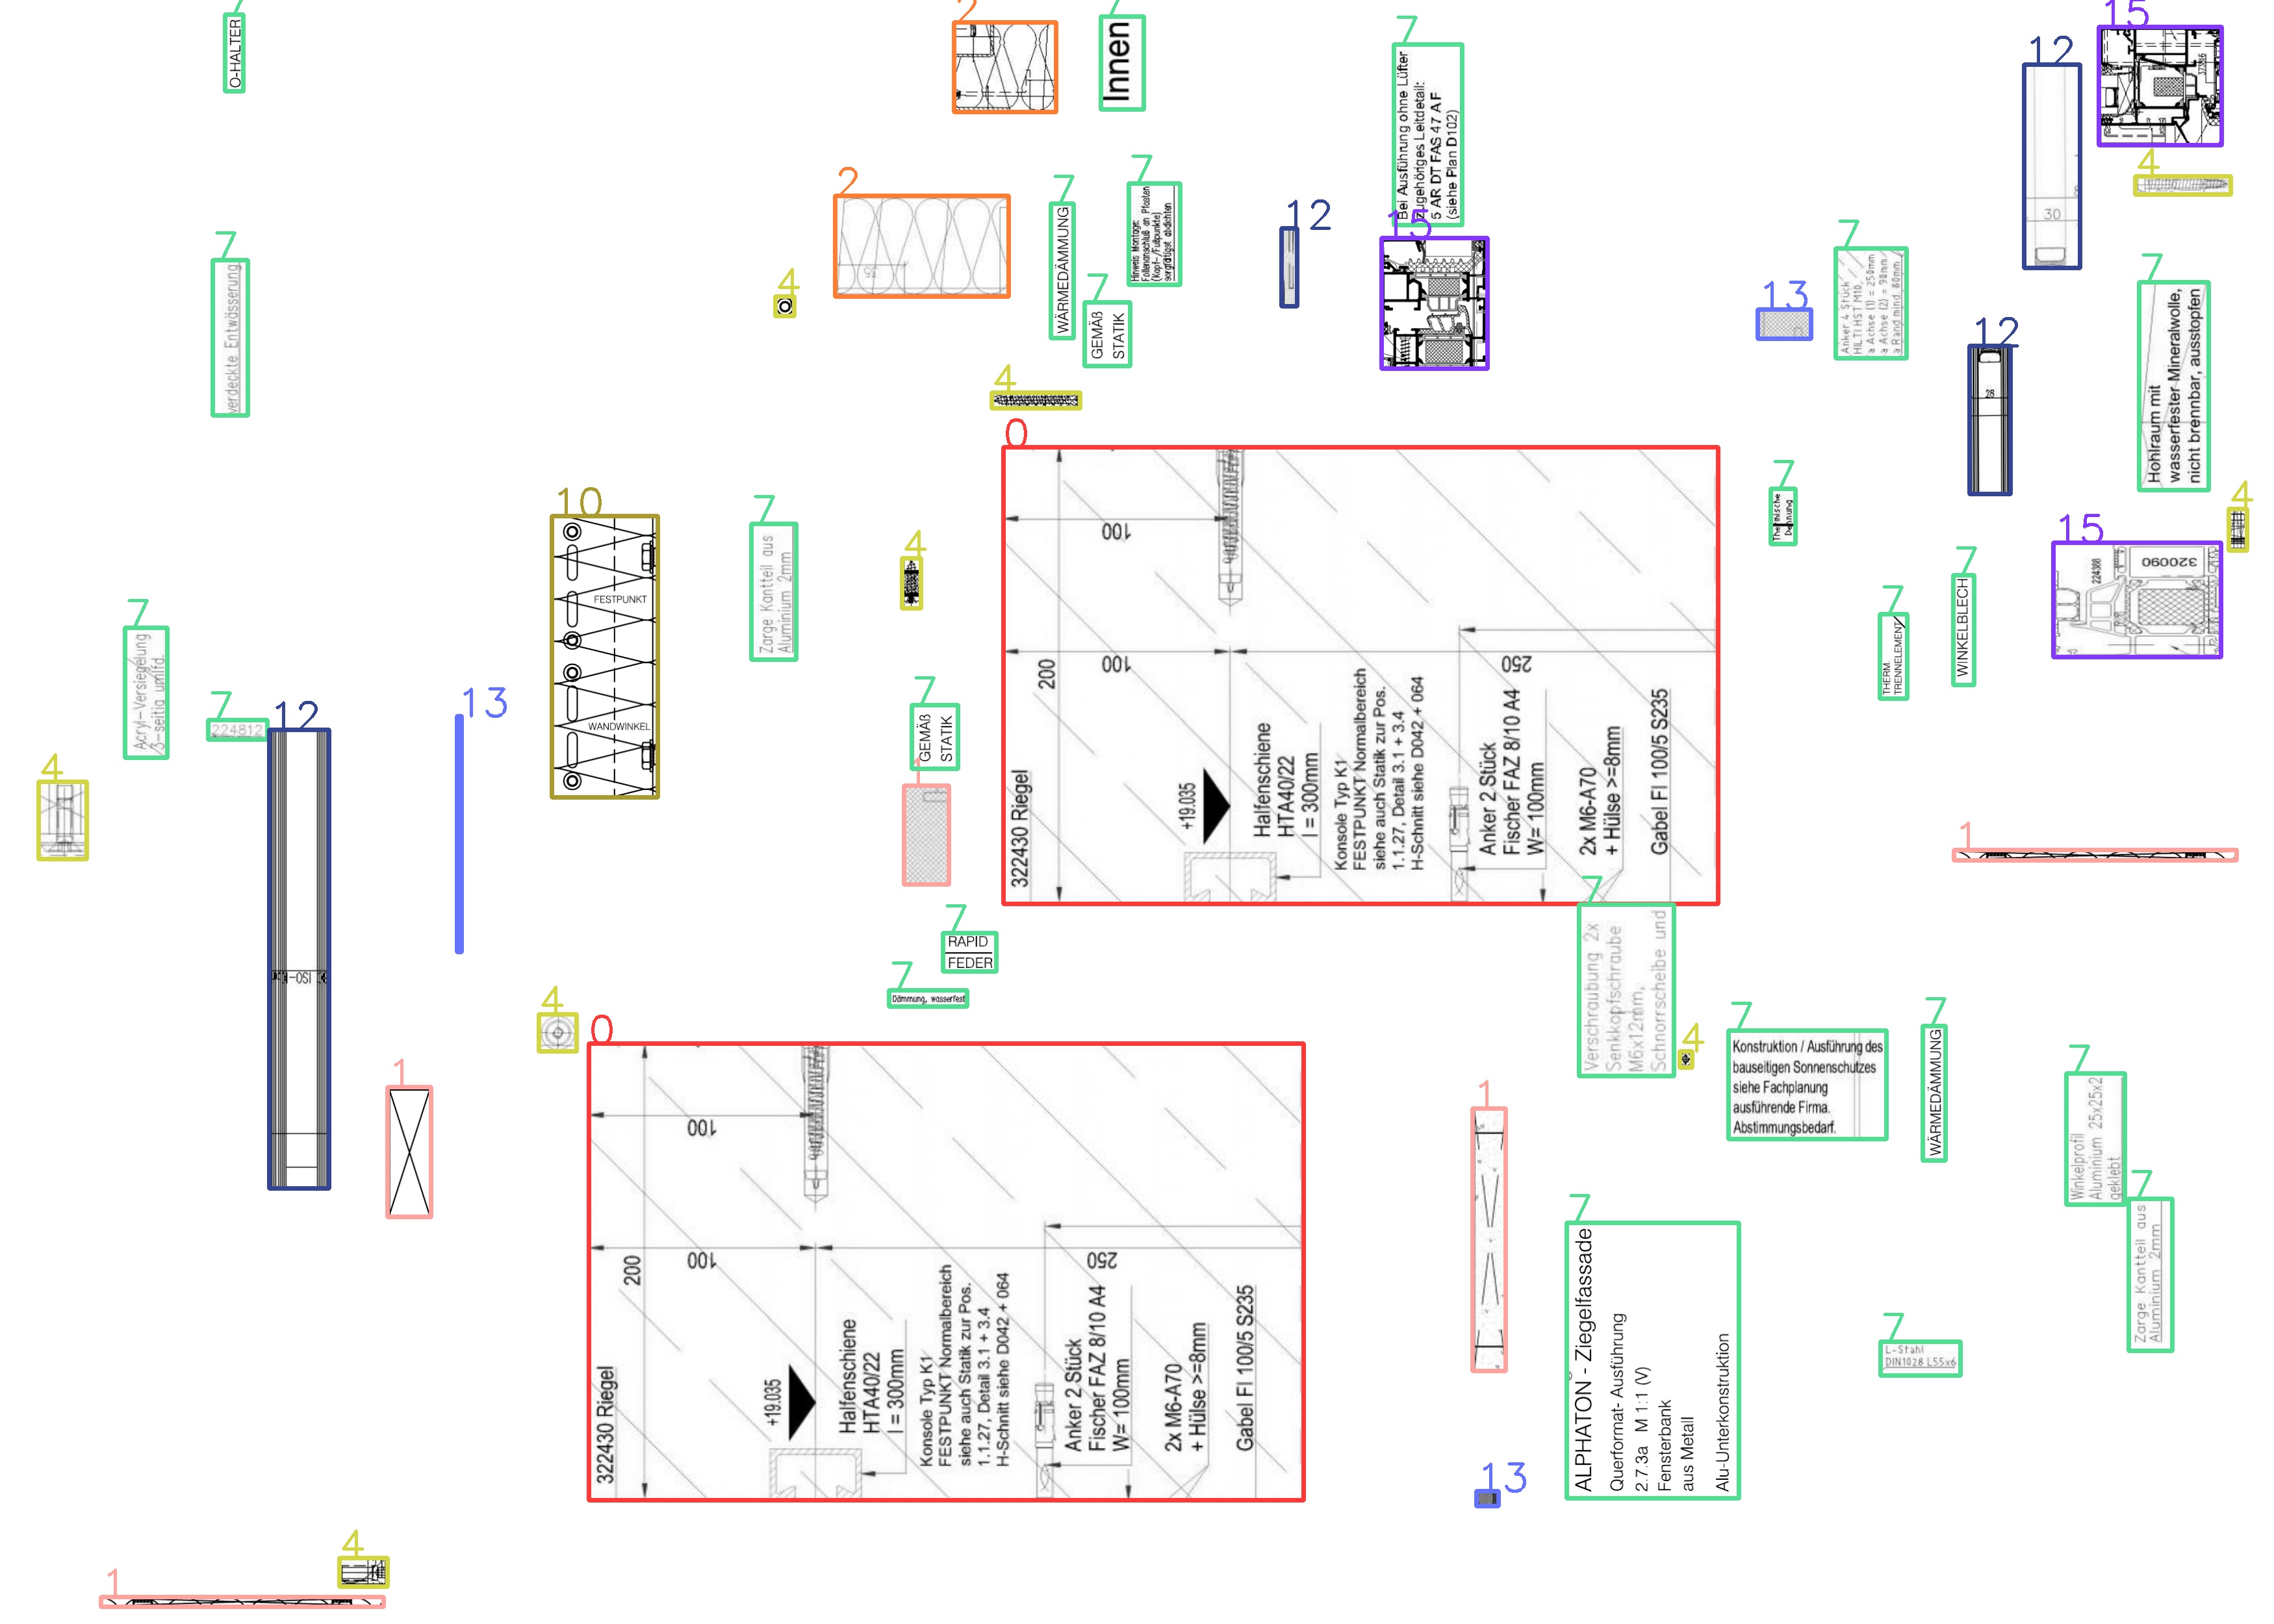 7
O-HALTER
2
7
Innen
7
Bei Ausführung ohne Lüfter
zugehöriges Leitdetail:
5 AR DT FAS 47 AF
(siehe Plan D102)
12
30
15
4
7
verdeckte Entwässerung
2
35
7
WÄRMEDÄMMUNG
7
Hinweis Montage:
Folienanschluß an Pfosten
(Kopf-/Fußpunkte)
sorgfältigst abdichten
7
GEMÄß
STATIK
4
12
15
13
7
Anker 4 Stück
HILTI HST M10,
a Achse (1) = 250mm
a Achse (2) = 90mm
a Rand mind. 80mm
12
28
7
Hohlraum mit
wasserfester Mineralwolle,
nicht brennbar, ausstopfen
4
4
15
224388
320090
10
FESTPUNKT
WANDWINKEL
7
Zarge Kantteil aus
Aluminium 2mm
4
0
100
100
200
250
322430 Riegel
+19.035
Halfenschiene
HTA40/22
l = 300mm
Konsole Typ K1
FESTPUNKT Normalbereich
siehe auch Statik zur Pos.
1.1.27, Detail 3.1 + 3.4
H-Schnitt siehe D042 + 064
Anker 2 Stück
Fischer FAZ 8/10 A4
W= 100mm
2x M6-A70
+ Hülse >=8mm
Gabel Fl 100/5 S235
7
Thermische
Trennung
7
THERM.
TRENNELEMENT
7
WINKELBLECH
7
Acryl-Versiegelung
3-seitig umlfd.
7
224812
12
ISO-
13
4
7
GEMÄß
STATIK
1
1
7
RAPID
FEDER
7
Dämmung, wasserfest
4
1
0
100
100
200
250
322430 Riegel
+19.035
Halfenschiene
HTA40/22
l = 300mm
Konsole Typ K1
FESTPUNKT Normalbereich
siehe auch Statik zur Pos.
1.1.27, Detail 3.1 + 3.4
H-Schnitt siehe D042 + 064
Anker 2 Stück
Fischer FAZ 8/10 A4
W= 100mm
2x M6-A70
+ Hülse >=8mm
Gabel Fl 100/5 S235
7
Verschraubung 2x
Senkkopfschraube
M6x12mm,
Schnorrscheibe und
4
7
Konstruktion / Ausführung des
bauseitigen Sonnenschutzes
siehe Fachplanung
ausführende Firma.
Abstimmungsbedarf.
7
WÄRMEDÄMMUNG
7
Winkelprofil
Aluminium 25x25x2
geklebt
7
Zarge Kantteil aus
Aluminium 2mm
1
7
ALPHATON - Ziegelfassade
Querformat- Ausführung
2.7.3a M 1:1 (V)
Fensterbank
aus Metall
Alu-Unterkonstruktion
7
L-Stahl
DIN1028 L55x6
13
4
1